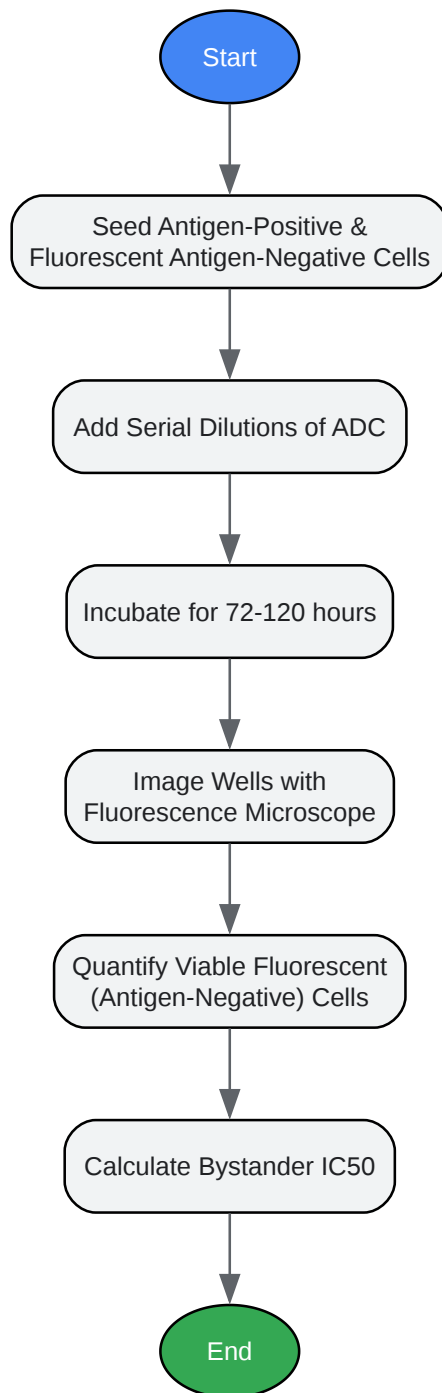 Start
Seed Antigen-Positive &
Fluorescent Antigen-Negative Cells
Add Serial Dilutions of ADC
Incubate for 72-120 hours
Image Wells with
Fluorescence Microscope
Quantify Viable Fluorescent
(Antigen-Negative) Cells
Calculate Bystander IC50
End